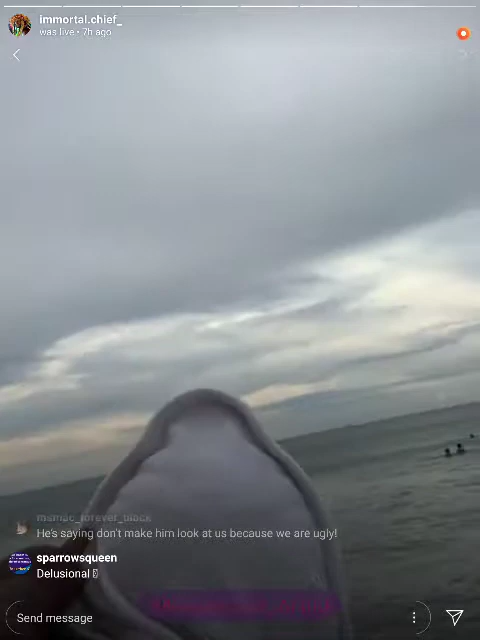 immortal.chief_
was live • 7h ago
msmac_forever_black
He's saying don't make him look at us because we are ugly!
sparrowsqueen
Delusional
Send message